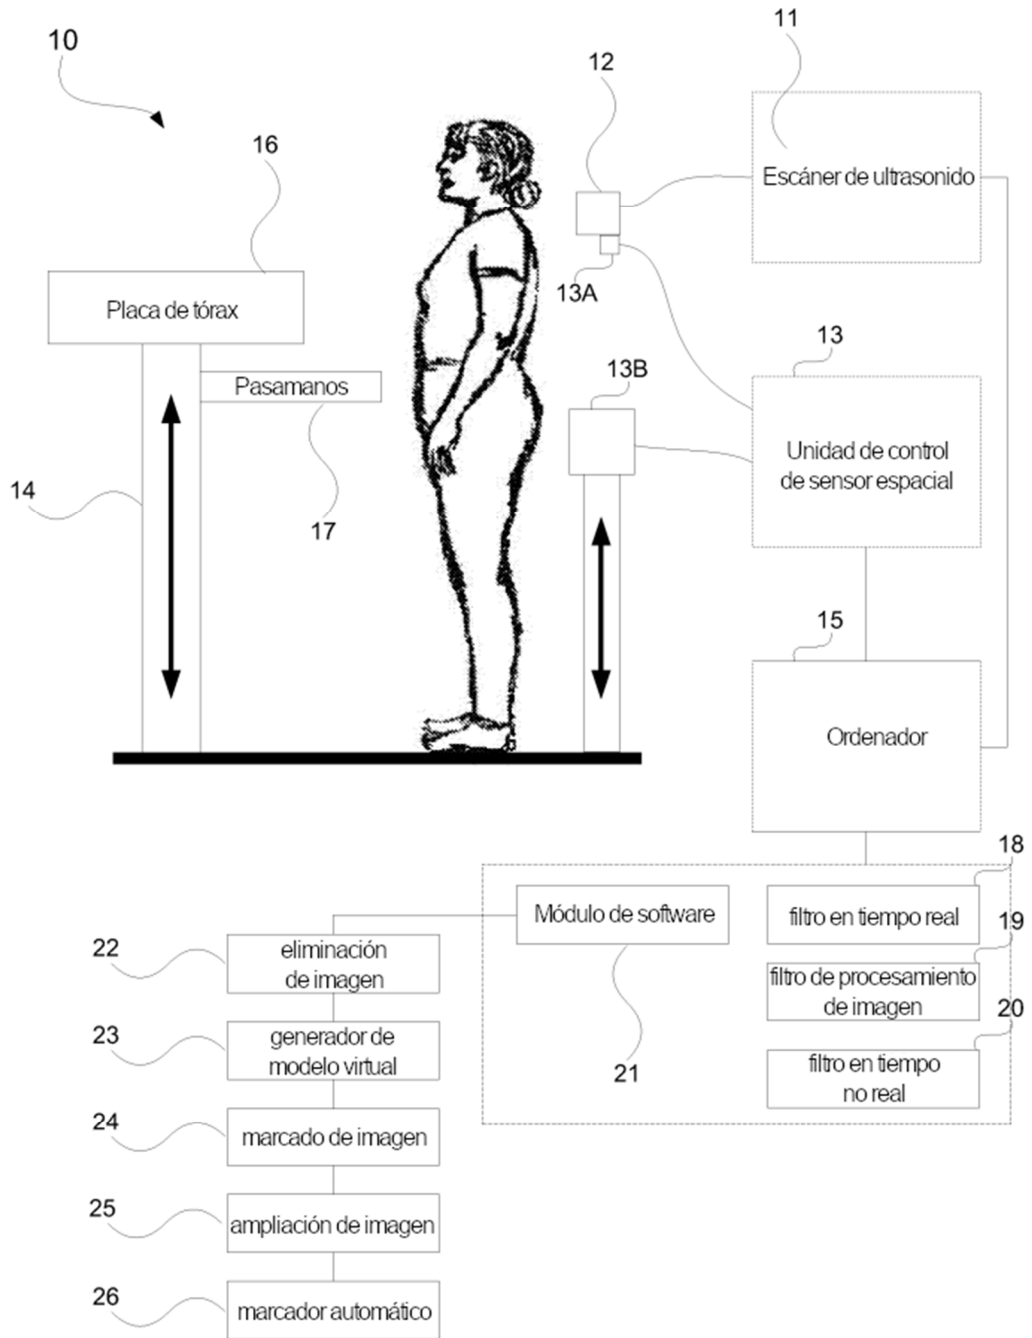 10
11
12
16
Escáner de ultrasonido
13A
Placa de tórax
13
13B
Pasamanos
Unidad de control
de sensor espacial
14
17
15
Ordenador
18
Módulo de software
filtro en tiempo real
19
22
eliminación
de imagen
filtro de procesamiento
de imagen
20
23
generador de
modelo virtual
21
filtro en tiempo
no real
24
marcado de imagen
25
ampliación de imagen
26
marcador automático